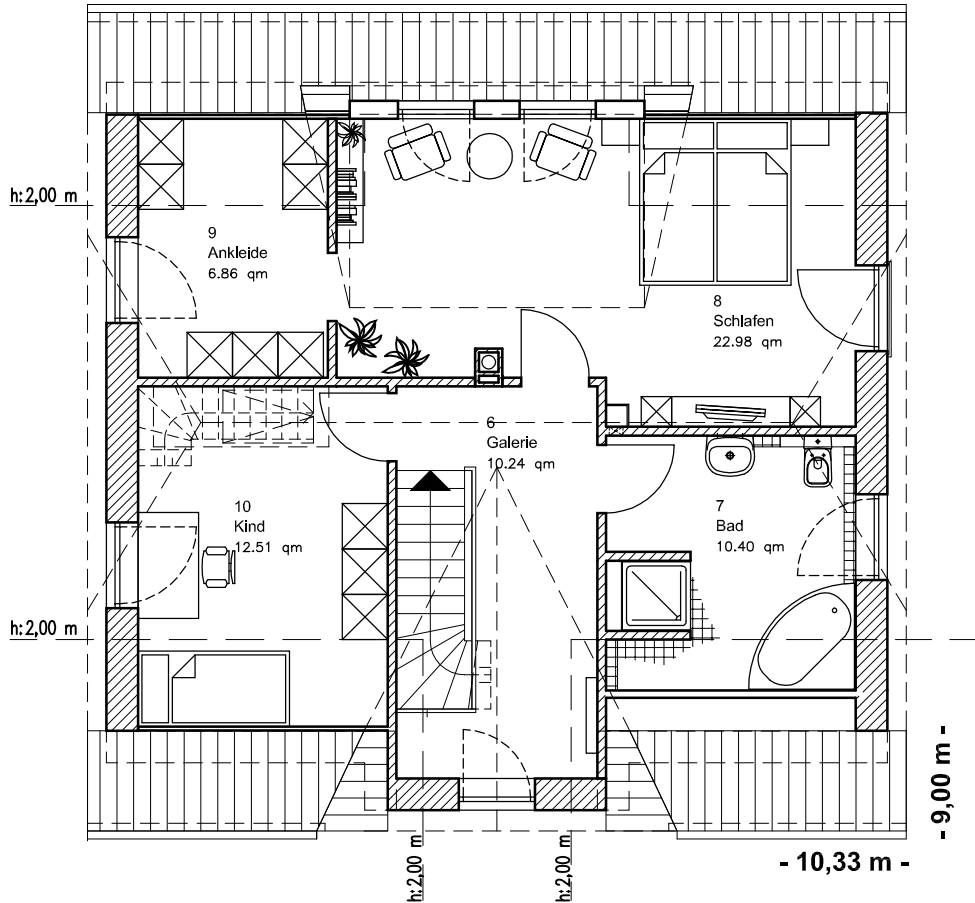 h:2,00 m
9
Ankleide
6.86 qm
8
Schlafen
22.98 qm
6
Galerie
10.24 qm
10
Kind
12.51 qm
7
Bad
10.40 qm
h:2,00 m
h:2,00 m
h:2,00 m
- 10,33 m -
- 9,00 m -